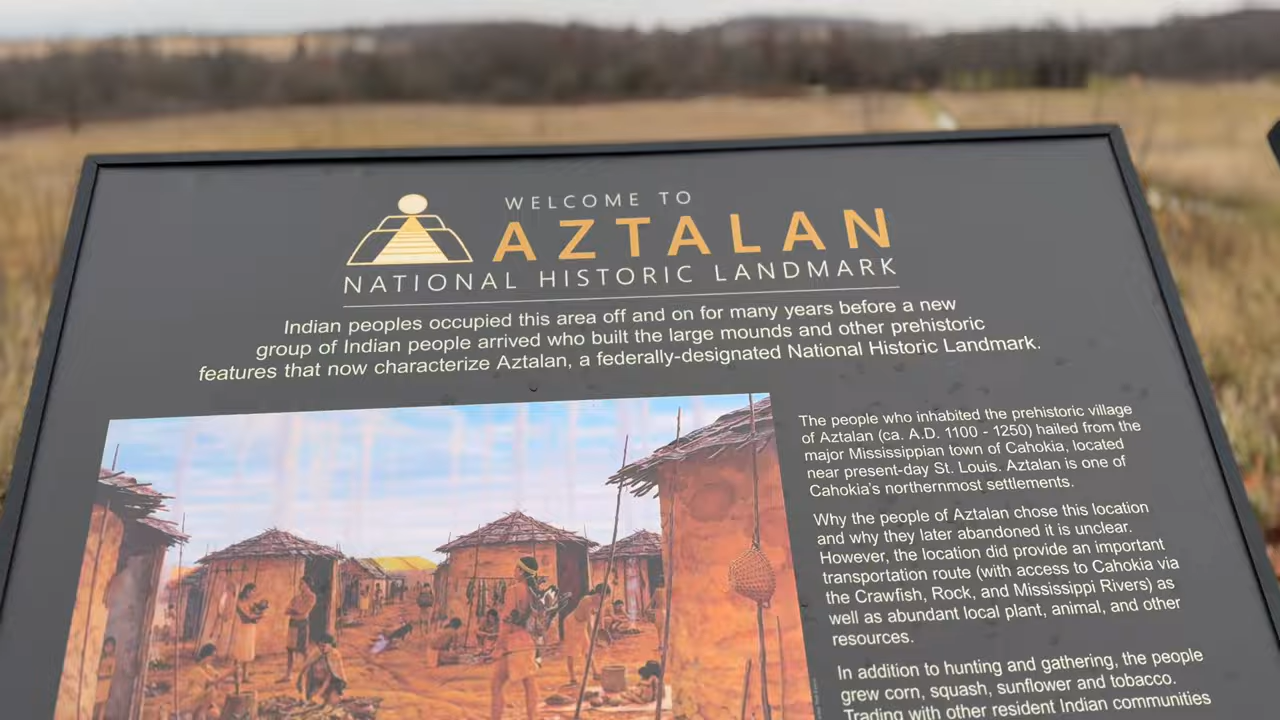 WELCOME TO
AZTALAN
NATIONAL HISTORIC LANDMARK
Indian peoples occupied this area off and on for many years before a new
group of Indian people arrived who built the large mounds and other prehistoric
features that now characterize Aztalan, a federally-designated National Historic Landmark.
The people who inhabited the prehistoric village
of Aztalan (ca. A.D. 1100 - 1250) hailed from the
major Mississippian town of Cahokia, located
near present-day St. Louis. Aztalan is one of
Cahokia's northernmost settlements.
Why the people of Aztalan chose this location
and why they later abandoned it is unclear.
However, the location did provide an important
transportation route (with access to Cahokia via
the Crawfish, Rock, and Mississippi Rivers) as
well as abundant local plant, animal, and other
resources.
In addition to hunting and gathering, the people
grew corn, squash, sunflower and tobacco.
Trading with other resident Indian communities